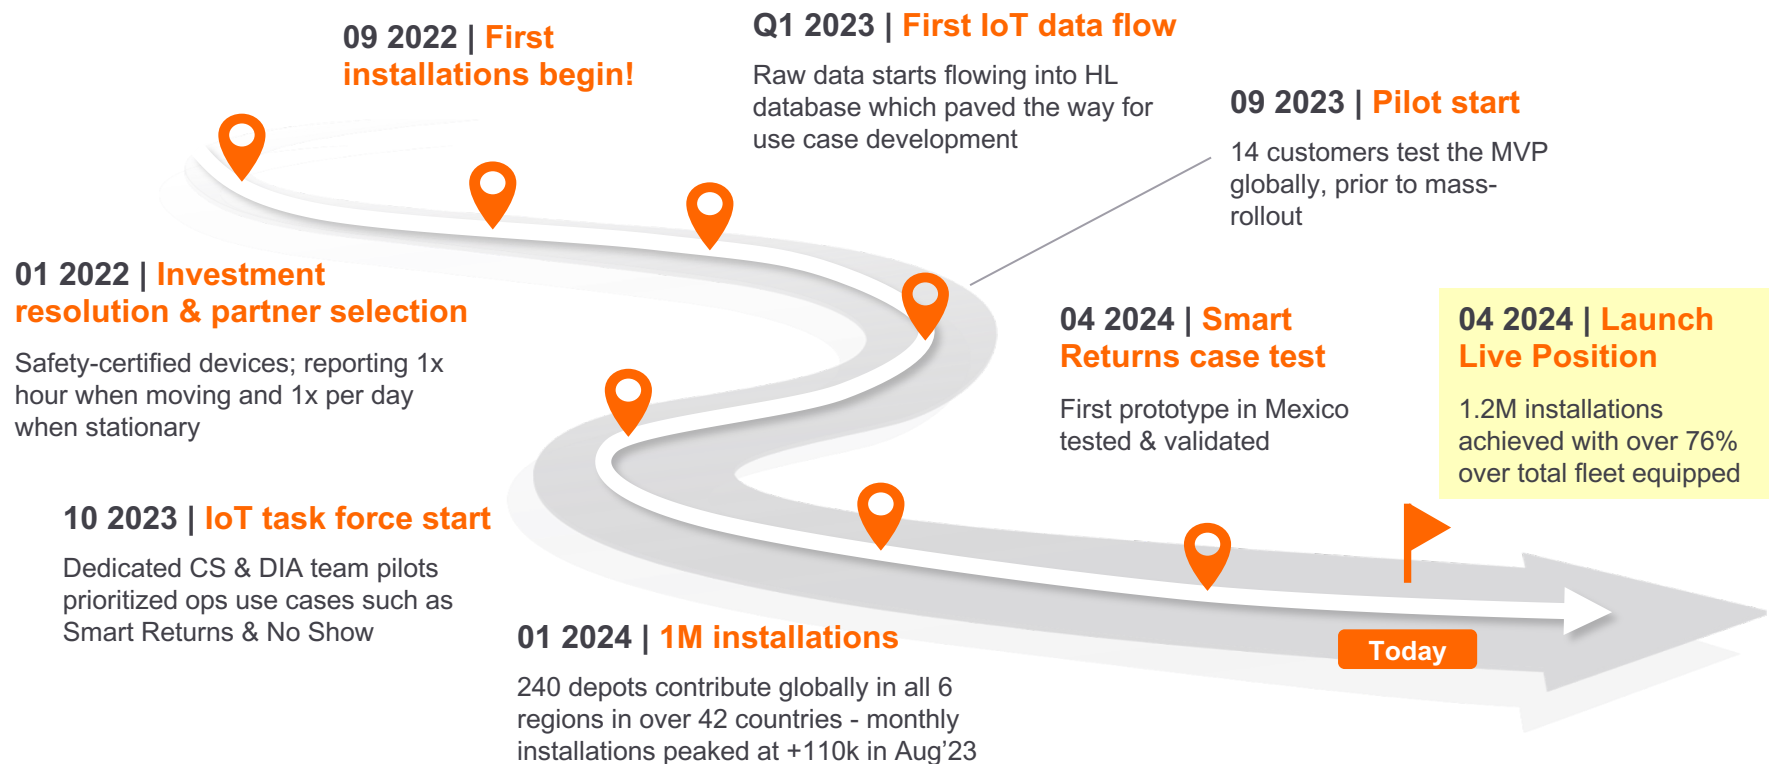 09 2022 | First
installations begin!
Q1 2023 | First IoT data flow
Raw data starts flowing into HL
database which paved the way for
use case development
09 2023 | Pilot start
14 customers test the MVP
globally, prior to mass-
rollout
01 2022 | Investment
resolution & partner selection
Safety-certified devices; reporting 1x
hour when moving and 1x per day
when stationary
04 2024 | Smart
Returns case test
First prototype in Mexico
tested & validated
04 2024 | Launch
Live Position
1.2M installations
achieved with over 76%
over total fleet equipped
10 2023 | IoT task force start
Dedicated CS & DIA team pilots
prioritized ops use cases such as
Smart Returns & No Show
01 2024 | 1M installations
240 depots contribute globally in all 6
regions in over 42 countries - monthly
installations peaked at +110k in Aug’23
Today